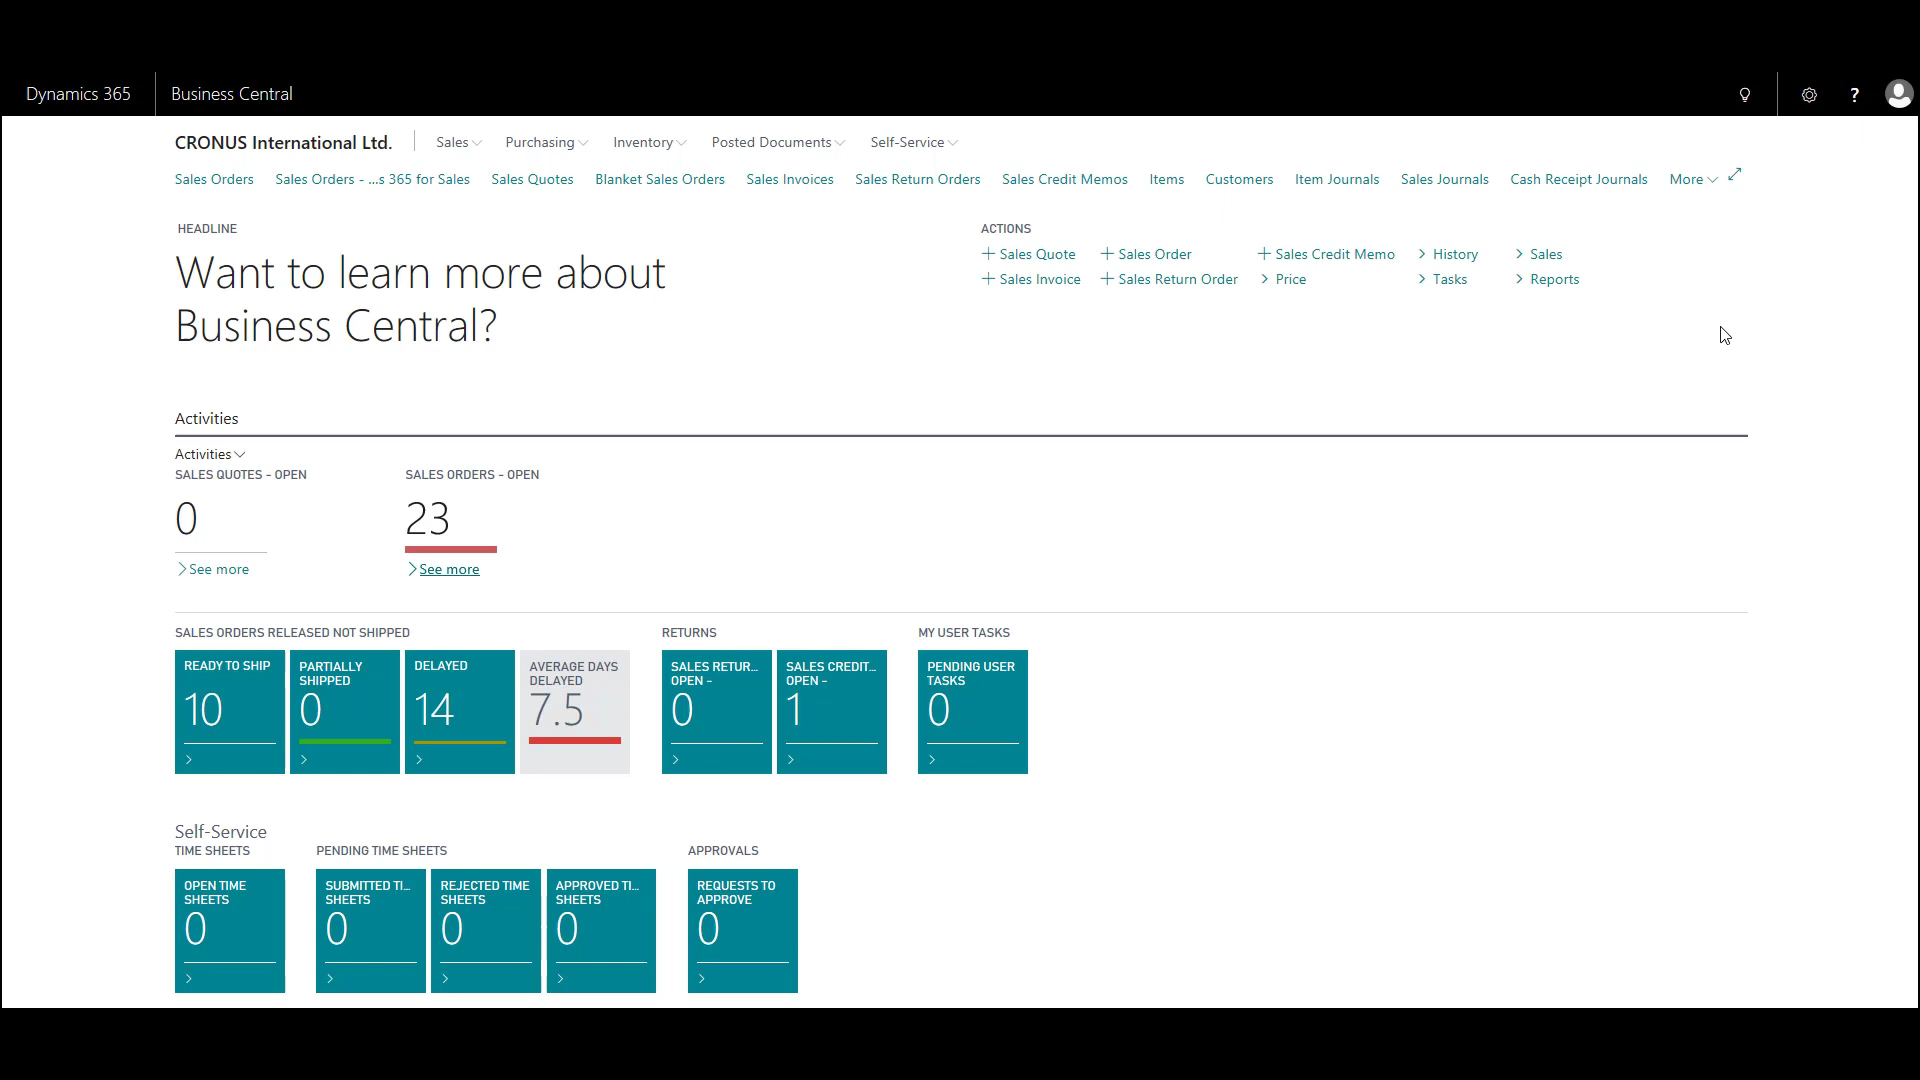 Dynamics 365 Business Central ?
CRONUS International Ltd. Sales Purchasing Inventory Posted Documents Self-Service
Sales Orders Sales Orders - ...s 365 for Sales Sales Quotes Blanket Sales Orders Sales Invoices Sales Return Orders Sales Credit Memos Items Customers Item Journals Sales Journals Cash Receipt Journals More
HEADLINE
Want to learn more about
Business Central?
ACTIONS
+ Sales Quote + Sales Order + Sales Credit Memo > History > Sales
+ Sales Invoice + Sales Return Order > Price > Tasks > Reports
Activities
Activities
SALES QUOTES - OPEN SALES ORDERS - OPEN
0 23
>See more >See more
SALES ORDERS RELEASED NOT SHIPPED RETURNS MY USER TASKS
READY TO SHIP
10
PARTIALLY
SHIPPED
0
DELAYED
14
AVERAGE DAYS
DELAYED
7.5
SALES RETUR...
OPEN -
0
SALES CREDIT...
OPEN -
1
PENDING USER
TASKS
0
Self-Service
TIME SHEETS PENDING TIME SHEETS APPROVALS
OPEN TIME
SHEETS
0
SUBMITTED TI...
SHEETS
0
REJECTED TIME
SHEETS
0
APPROVED TI...
SHEETS
0
REQUESTS TO
APPROVE
0